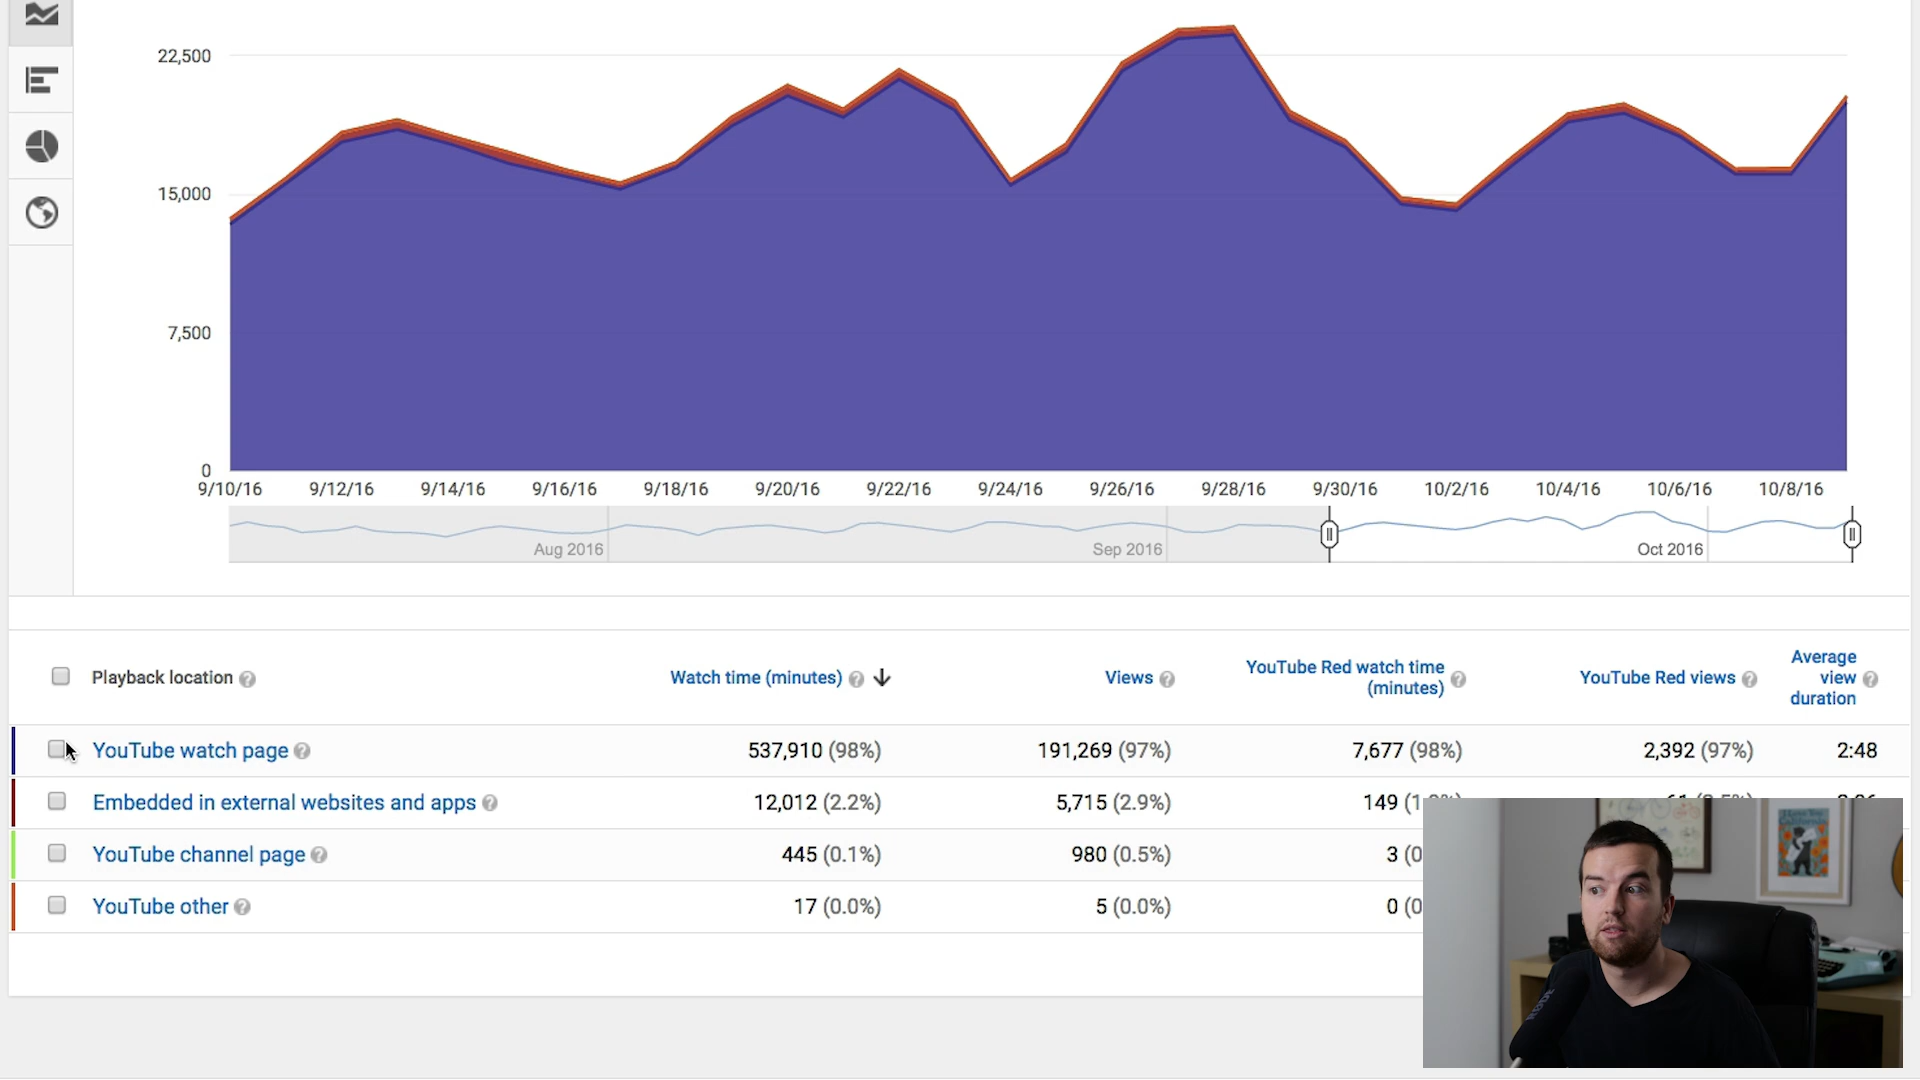 22,500
15,000
7,500
0
9/10/16 9/12/16 9/14/16 9/16/16 9/18/16 9/20/16 9/22/16 9/24/16 9/26/16 9/28/16 9/30/16 10/2/16 10/4/16 10/6/16 10/8/16
Aug 2016 Sep 2016 Oct 2016
Playback location ? Watch time (minutes) ? Views ? YouTube Red watch time (minutes) ? YouTube Red views ? Average view duration ?
YouTube watch page ? 537,910 (98%) 191,269 (97%) 7,677 (98%) 2,392 (97%) 2:48
Embedded in external websites and apps ? 12,012 (2.2%) 5,715 (2.9%) 149
YouTube channel page ? 445 (0.1%) 980 (0.5%) 3 (0
YouTube other ? 17 (0.0%) 5 (0.0%) 0 (0
RODE